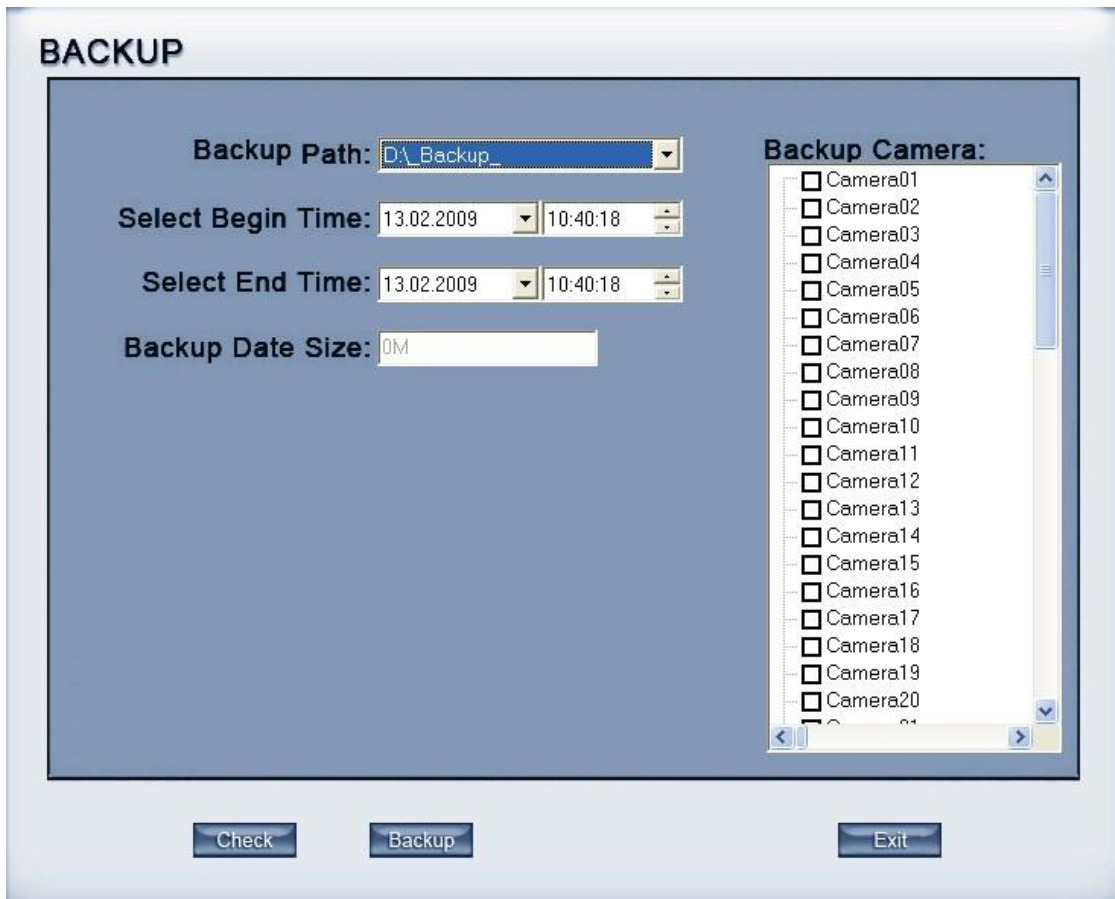 BACKUP
Backup Path: D:\_Backup_
Select Begin Time: 13.02.2009 10:40:18
Select End Time: 13.02.2009 10:40:18
Backup Date Size: 0M
Backup Camera:
Camera01
Camera02
Camera03
Camera04
Camera05
Camera06
Camera07
Camera08
Camera09
Camera10
Camera11
Camera12
Camera13
Camera14
Camera15
Camera16
Camera17
Camera18
Camera19
Camera20
Check Backup Exit